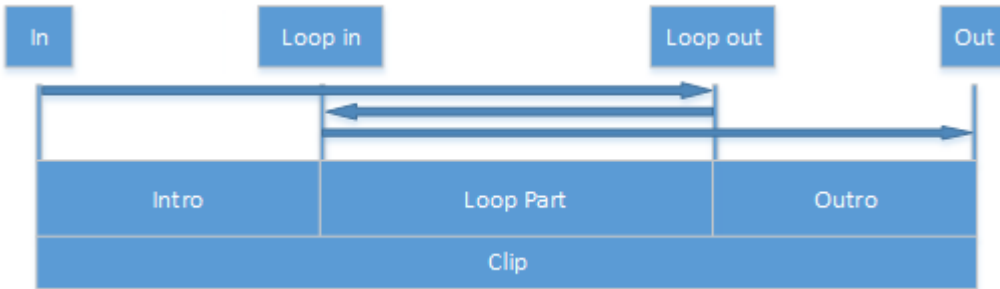 In
Loop in
Loop out
Out
Intro
Loop Part
Outro
Clip